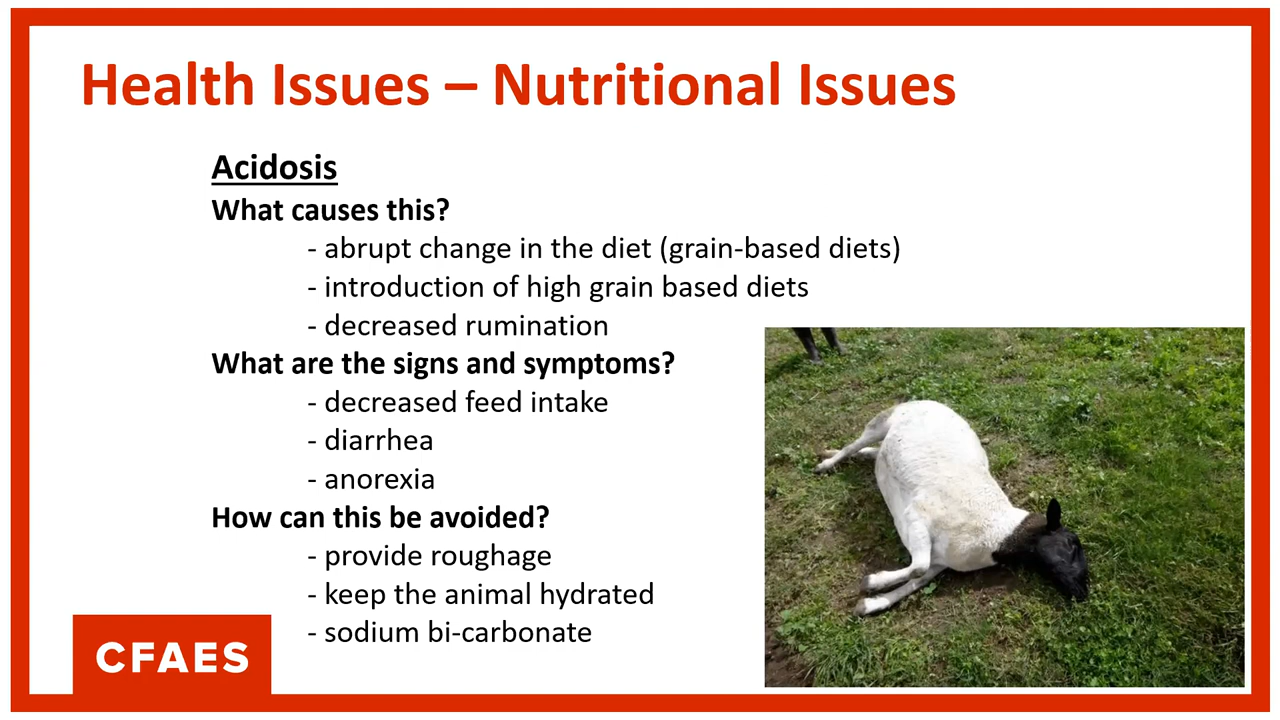 Health Issues – Nutritional Issues
Acidosis
What causes this?
- abrupt change in the diet (grain-based diets)
- introduction of high grain based diets
- decreased rumination
What are the signs and symptoms?
- decreased feed intake
- diarrhea
- anorexia
How can this be avoided?
- provide roughage
- keep the animal hydrated
- sodium bi-carbonate
CFAES